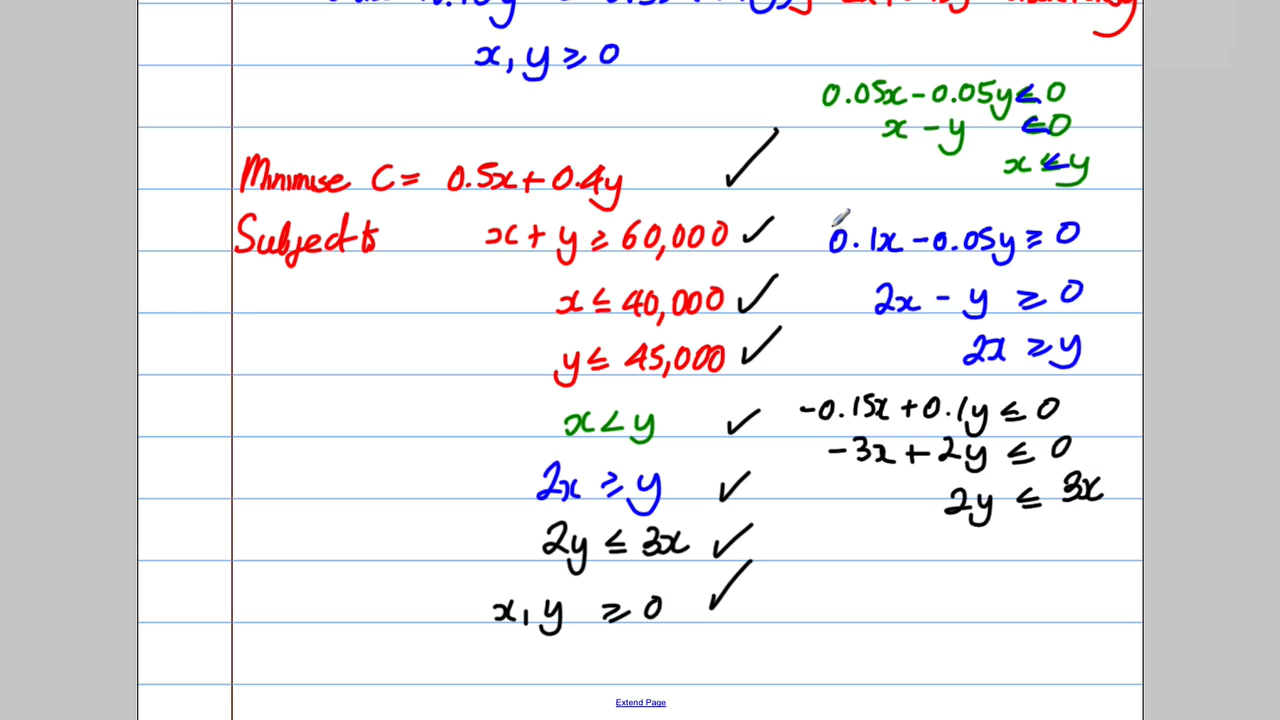 x, y ≥ 0
0.05x - 0.05y ≤ 0
x - y ≤ 0
x ≤ y
Minimise C = 0.5x + 0.4y
Subject to x + y ≥ 60,000
x ≤ 40,000
y ≤ 45,000
x < y
2x ≥ y
2y ≤ 3x
x, y ≥ 0
0.1x - 0.05y ≥ 0
2x - y ≥ 0
2x ≥ y
-0.15x + 0.1y ≤ 0
-3x + 2y ≤ 0
2y ≤ 3x
Extend Page